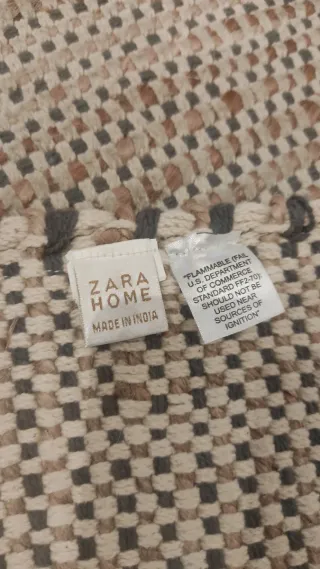 ZARA
HOME
MADE IN INDIA
"FLAMMABLE (FAIL
U.S. DEPARTMENT
OF COMMERCE
STANDARD FF2-70):
SHOULD NOT BE
USED NEAR
SOURCES OF
IGNITION"